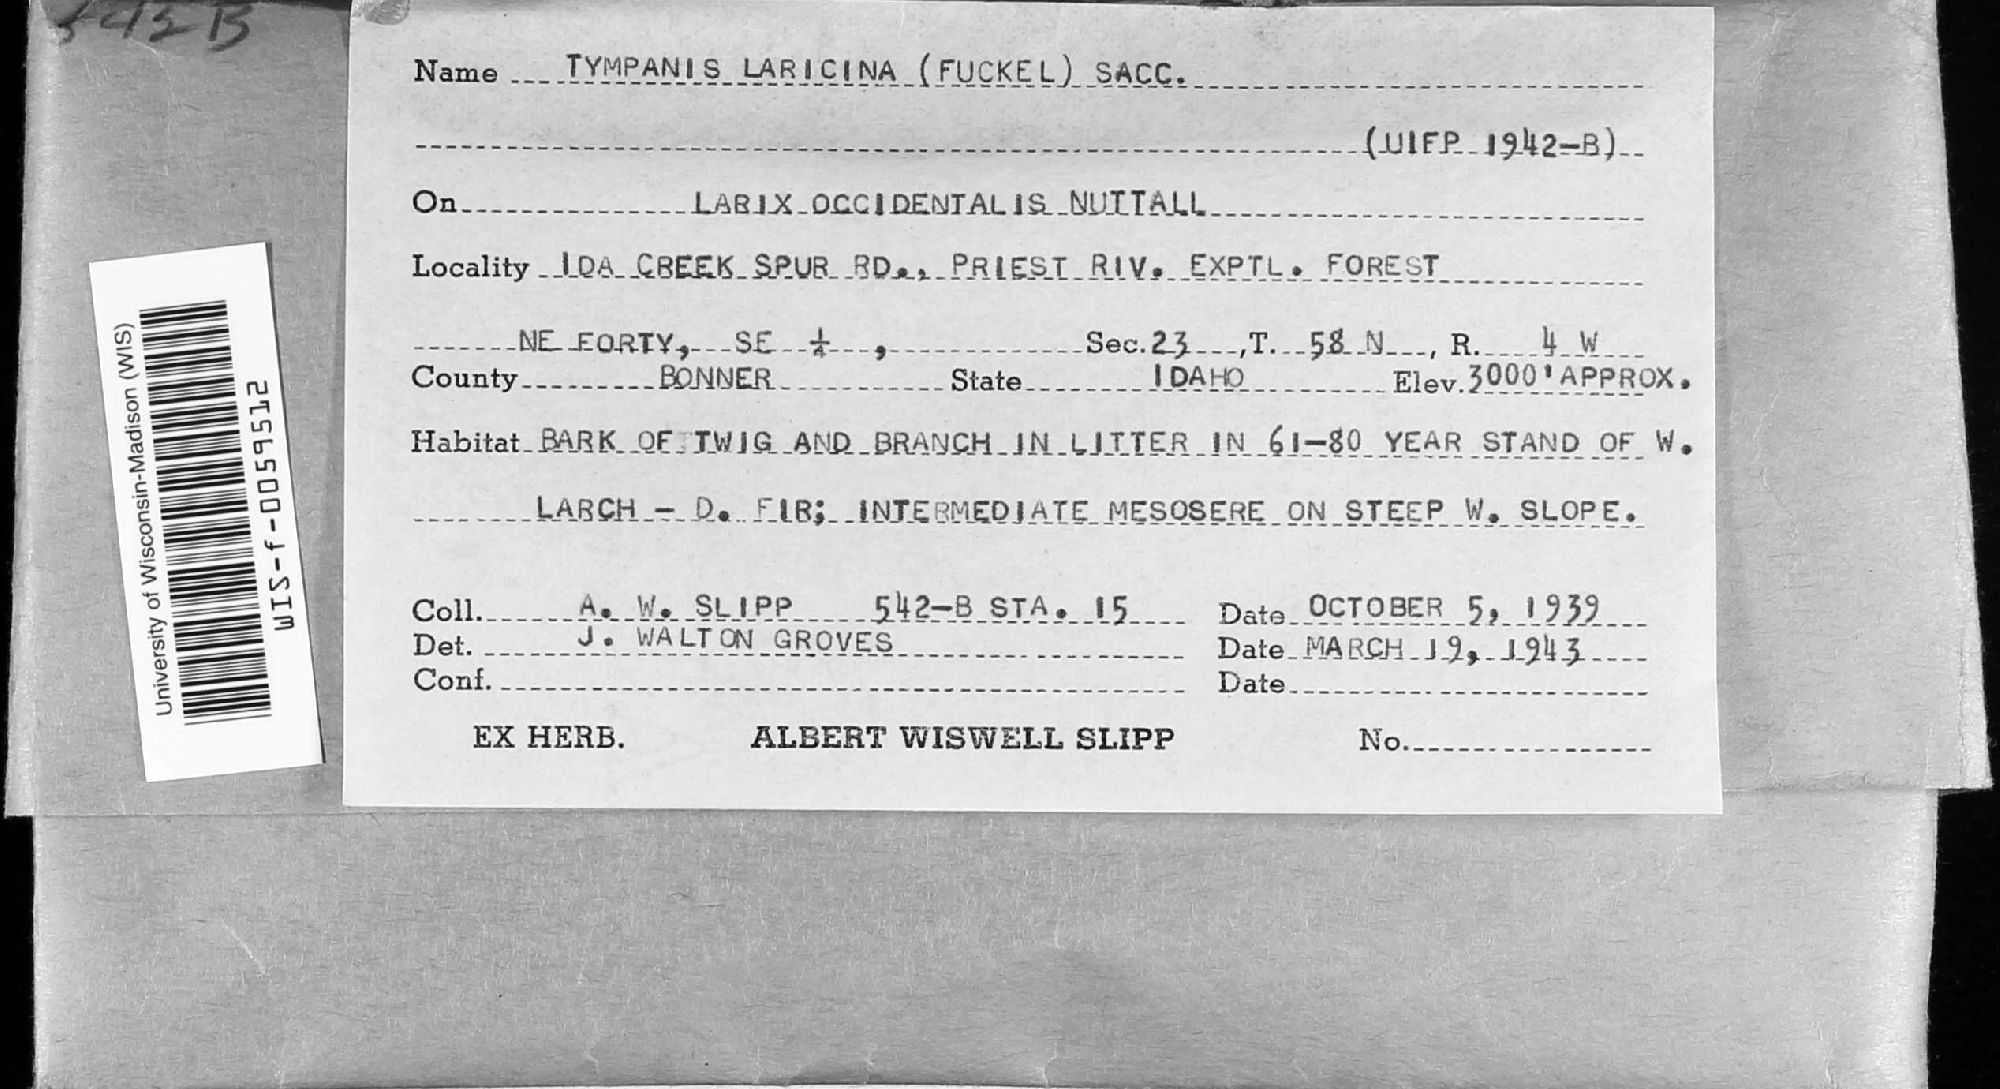 542B
Name TYMPANIS LARICINA (FUCKEL) SACC.
(UIFP 1942-B)
On LARIX OCCIDENTALIS NUTTALL
Locality IDA CREEK SPUR RD., PRIEST RIV. EXPTL. FOREST
NE FORTY, SE ¼, Sec. 23, T. 58 N, R. 4 W
County BONNER State IDAHO Elev. 3000' APPROX.
Habitat BARK OF TWIG AND BRANCH IN LITTER IN 61-80 YEAR STAND OF W.
LARCH - D. FIR; INTERMEDIATE MESOSERE ON STEEP W. SLOPE.
Coll. A. W. SLIPP 542-B STA. 15 Date OCTOBER 5, 1939
Det. J. WALTON GROVES Date MARCH 19, 1943
Conf. Date
EX HERB. ALBERT WISWELL SLIPP No.
University of Wisconsin-Madison (WIS)
WIS-f-0059512